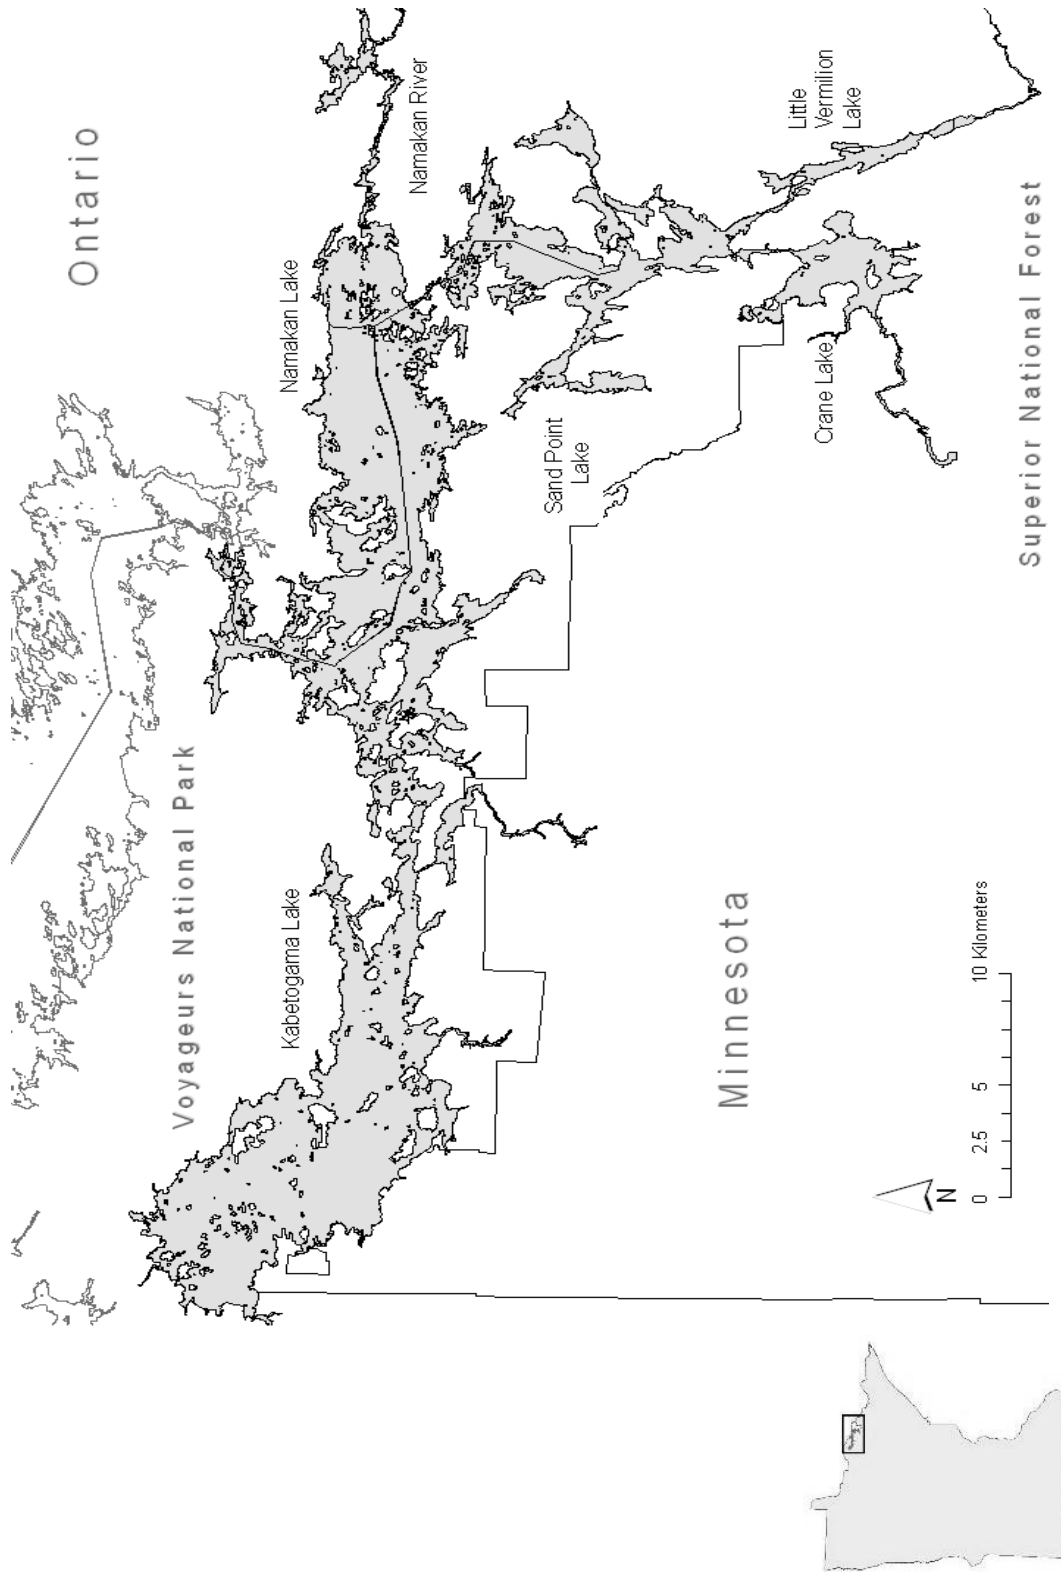 Ontario
Namakan River
Little
Vermilion
Lake
Namakan Lake
Voyageurs National Park
Kabetogama Lake
Sand Point
Lake
Crane Lake
Superior National Forest
Minnesota
N
0 2.5 5 10 Kilometers